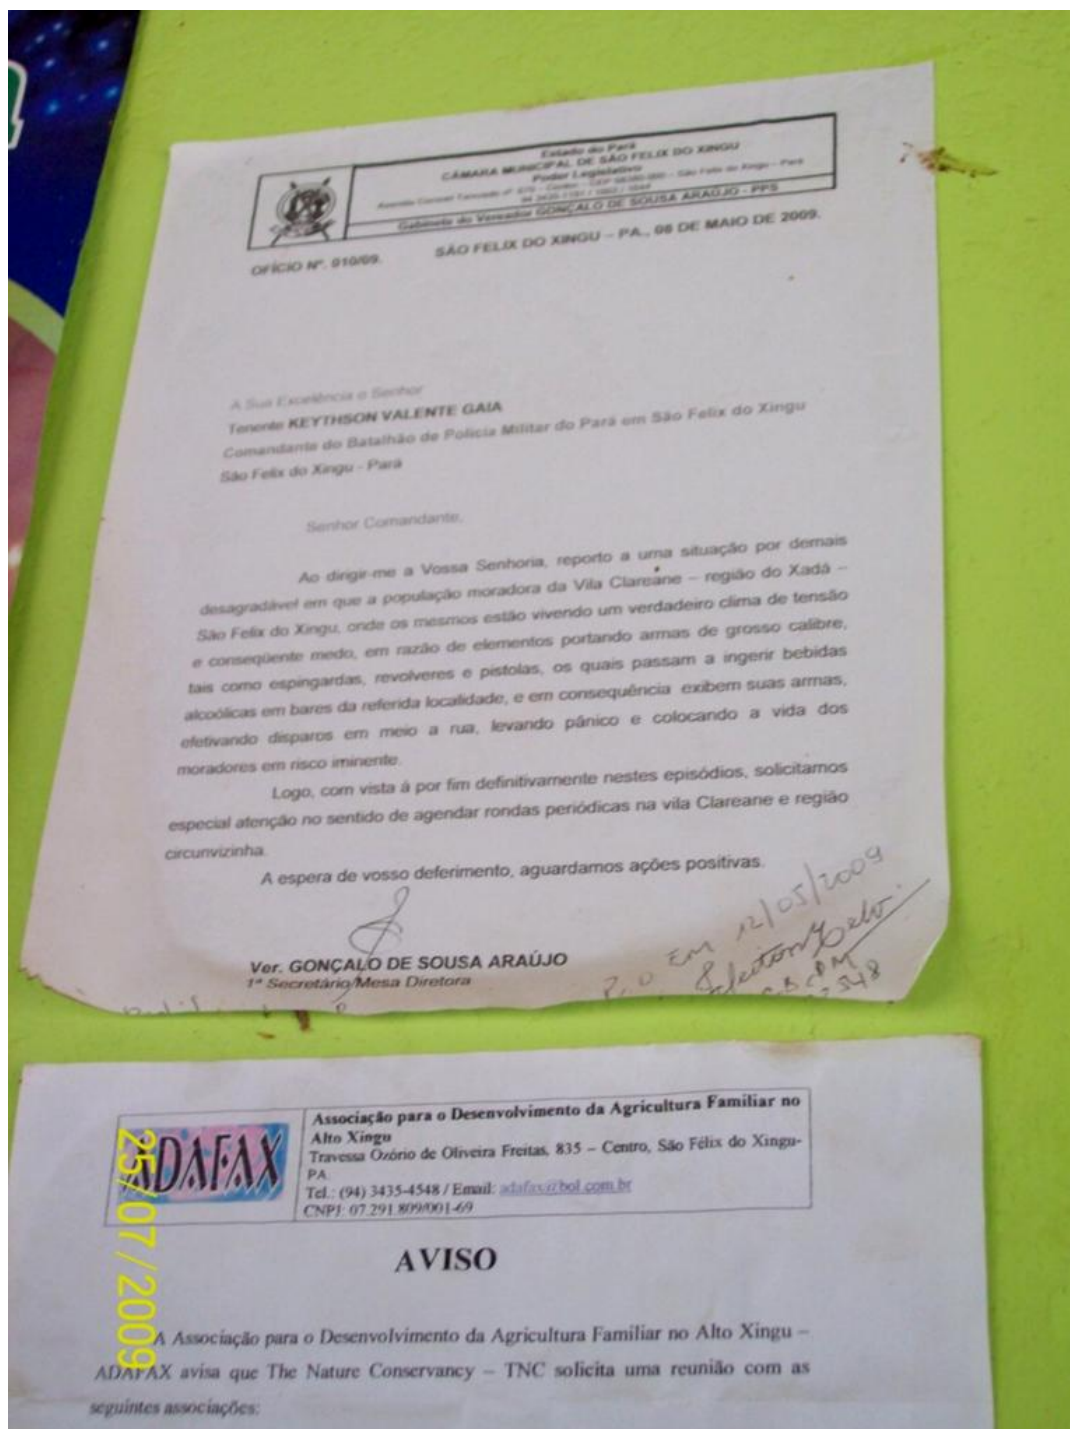 Estado do Pará
CÂMARA MUNICIPAL DE SÃO FELIX DO XINGU
Poder Legislativo
Gabinete do Vereador GONÇALO DE SOUSA ARAÚJO - PPS
OFÍCIO Nº. 010/09.
SÃO FELIX DO XINGU – PA., 08 DE MAIO DE 2009.
A Sua Excelência o Senhor
Tenente KEYTHSON VALENTE GAIA
Comandante do Batalhão de Polícia Militar do Pará em São Felix do Xingu
São Felix do Xingu - Pará
Senhor Comandante,
Ao dirigir-me a Vossa Senhoria, reporto a uma situação por demais
desagradável em que a população moradora da Vila Clareane – região do Xadá –
São Felix do Xingu, onde os mesmos estão vivendo um verdadeiro clima de tensão
e conseqüente medo, em razão de elementos portando armas de grosso calibre,
tais como espingardas, revolveres e pistolas, os quais passam a ingerir bebidas
alcoólicas em bares da referida localidade, e em consequência exibem suas armas,
efetivando disparos em meio a rua, levando pânico e colocando a vida dos
moradores em risco iminente.
Logo, com vista á por fim definitivamente nestes episódios, solicitamos
especial atenção no sentido de agendar rondas periódicas na vila Clareane e região
circunvizinha.
A espera de vosso deferimento, aguardamos ações positivas.
Ver. GONÇALO DE SOUSA ARAÚJO
1ª Secretário/Mesa Diretora
EM 12/05/2009
ADAFAX
Associação para o Desenvolvimento da Agricultura Familiar no
Alto Xingu
Travessa Ozório de Oliveira Freitas, 835 – Centro, São Félix do Xingu-
PA.
Tel.: (94) 3435-4548 / Email: adafax@bol.com.br
CNPJ: 07.291.809/001-69
AVISO
A Associação para o Desenvolvimento da Agricultura Familiar no Alto Xingu –
ADAFAX avisa que The Nature Conservancy – TNC solicita uma reunião com as
seguintes associações:
25/07/2009